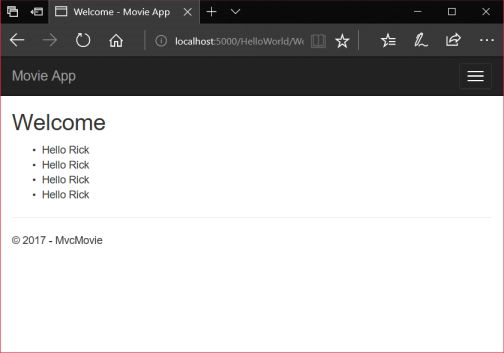 Welcome - Movie App
localhost:5000/HelloWorld/We
Movie App
Welcome
• Hello Rick
• Hello Rick
• Hello Rick
• Hello Rick
© 2017 - MvcMovie